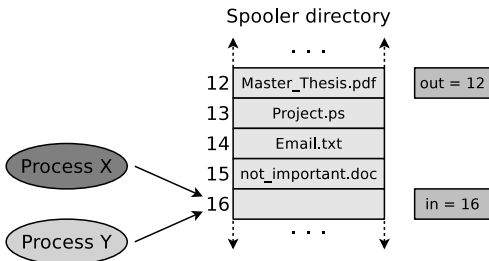 Spooler directory
. . .
12 Master_Thesis.pdf out = 12
13 Project.ps
14 Email.txt
Process X
15 not_important.doc
16 in = 16
Process Y
. . .